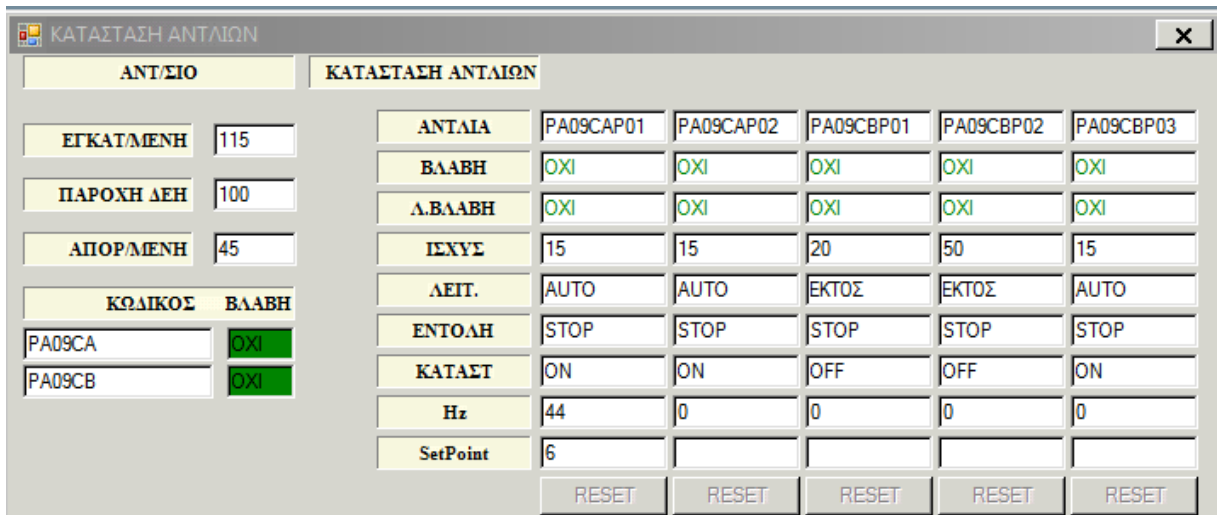 ΚΑΤΑΣΤΑΣΗ ΑΝΤΛΙΩΝ
ΑΝΤ/ΣΙΟ ΚΑΤΑΣΤΑΣΗ ΑΝΤΛΙΩΝ
ΕΓΚΑΤ/ΜΕΝΗ 115
ΠΑΡΟΧΗ ΔΕΗ 100
ΑΠΟΡ/ΜΕΝΗ 45
ΚΩΔΙΚΟΣ ΒΛΑΒΗ
PA09CA ΟΧΙ
PA09CB ΟΧΙ
ΑΝΤΛΙΑ PA09CAP01 PA09CAP02 PA09CBP01 PA09CBP02 PA09CBP03
ΒΛΑΒΗ ΟΧΙ ΟΧΙ ΟΧΙ ΟΧΙ ΟΧΙ
Λ.ΒΛΑΒΗ ΟΧΙ ΟΧΙ ΟΧΙ ΟΧΙ ΟΧΙ
ΙΣΧΥΣ 15 15 20 50 15
ΛΕΙΤ. AUTO AUTO ΕΚΤΟΣ ΕΚΤΟΣ AUTO
ΕΝΤΟΛΗ STOP STOP STOP STOP STOP
ΚΑΤΑΣΤ ON ON OFF OFF ON
Hz 44 0 0 0 0
SetPoint 6
RESET RESET RESET RESET RESET